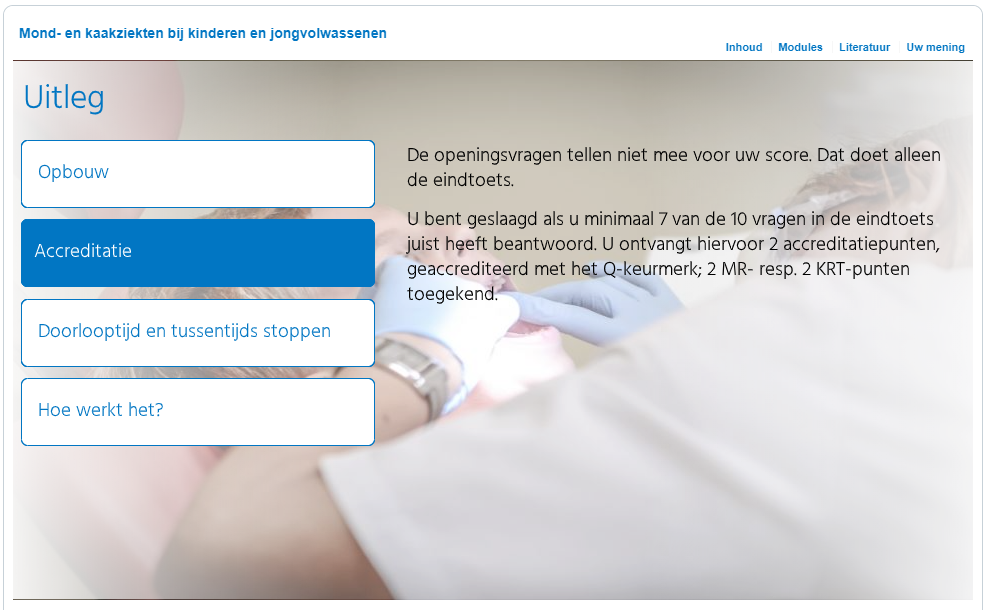 Mond- en kaakziekten bij kinderen en jongvolwassenen
Inhoud Modules Literatuur Uw mening
Uitleg
Opbouw
Accreditatie
Doorlooptijd en tussentijds stoppen
Hoe werkt het?
De openingsvragen tellen niet mee voor uw score. Dat doet alleen
de eindtoets.
U bent geslaagd als u minimaal 7 van de 10 vragen in de eindtoets
juist heeft beantwoord. U ontvangt hiervoor 2 accreditatiepunten,
geaccrediteerd met het Q-keurmerk; 2 MR- resp. 2 KRT-punten
toegekend.